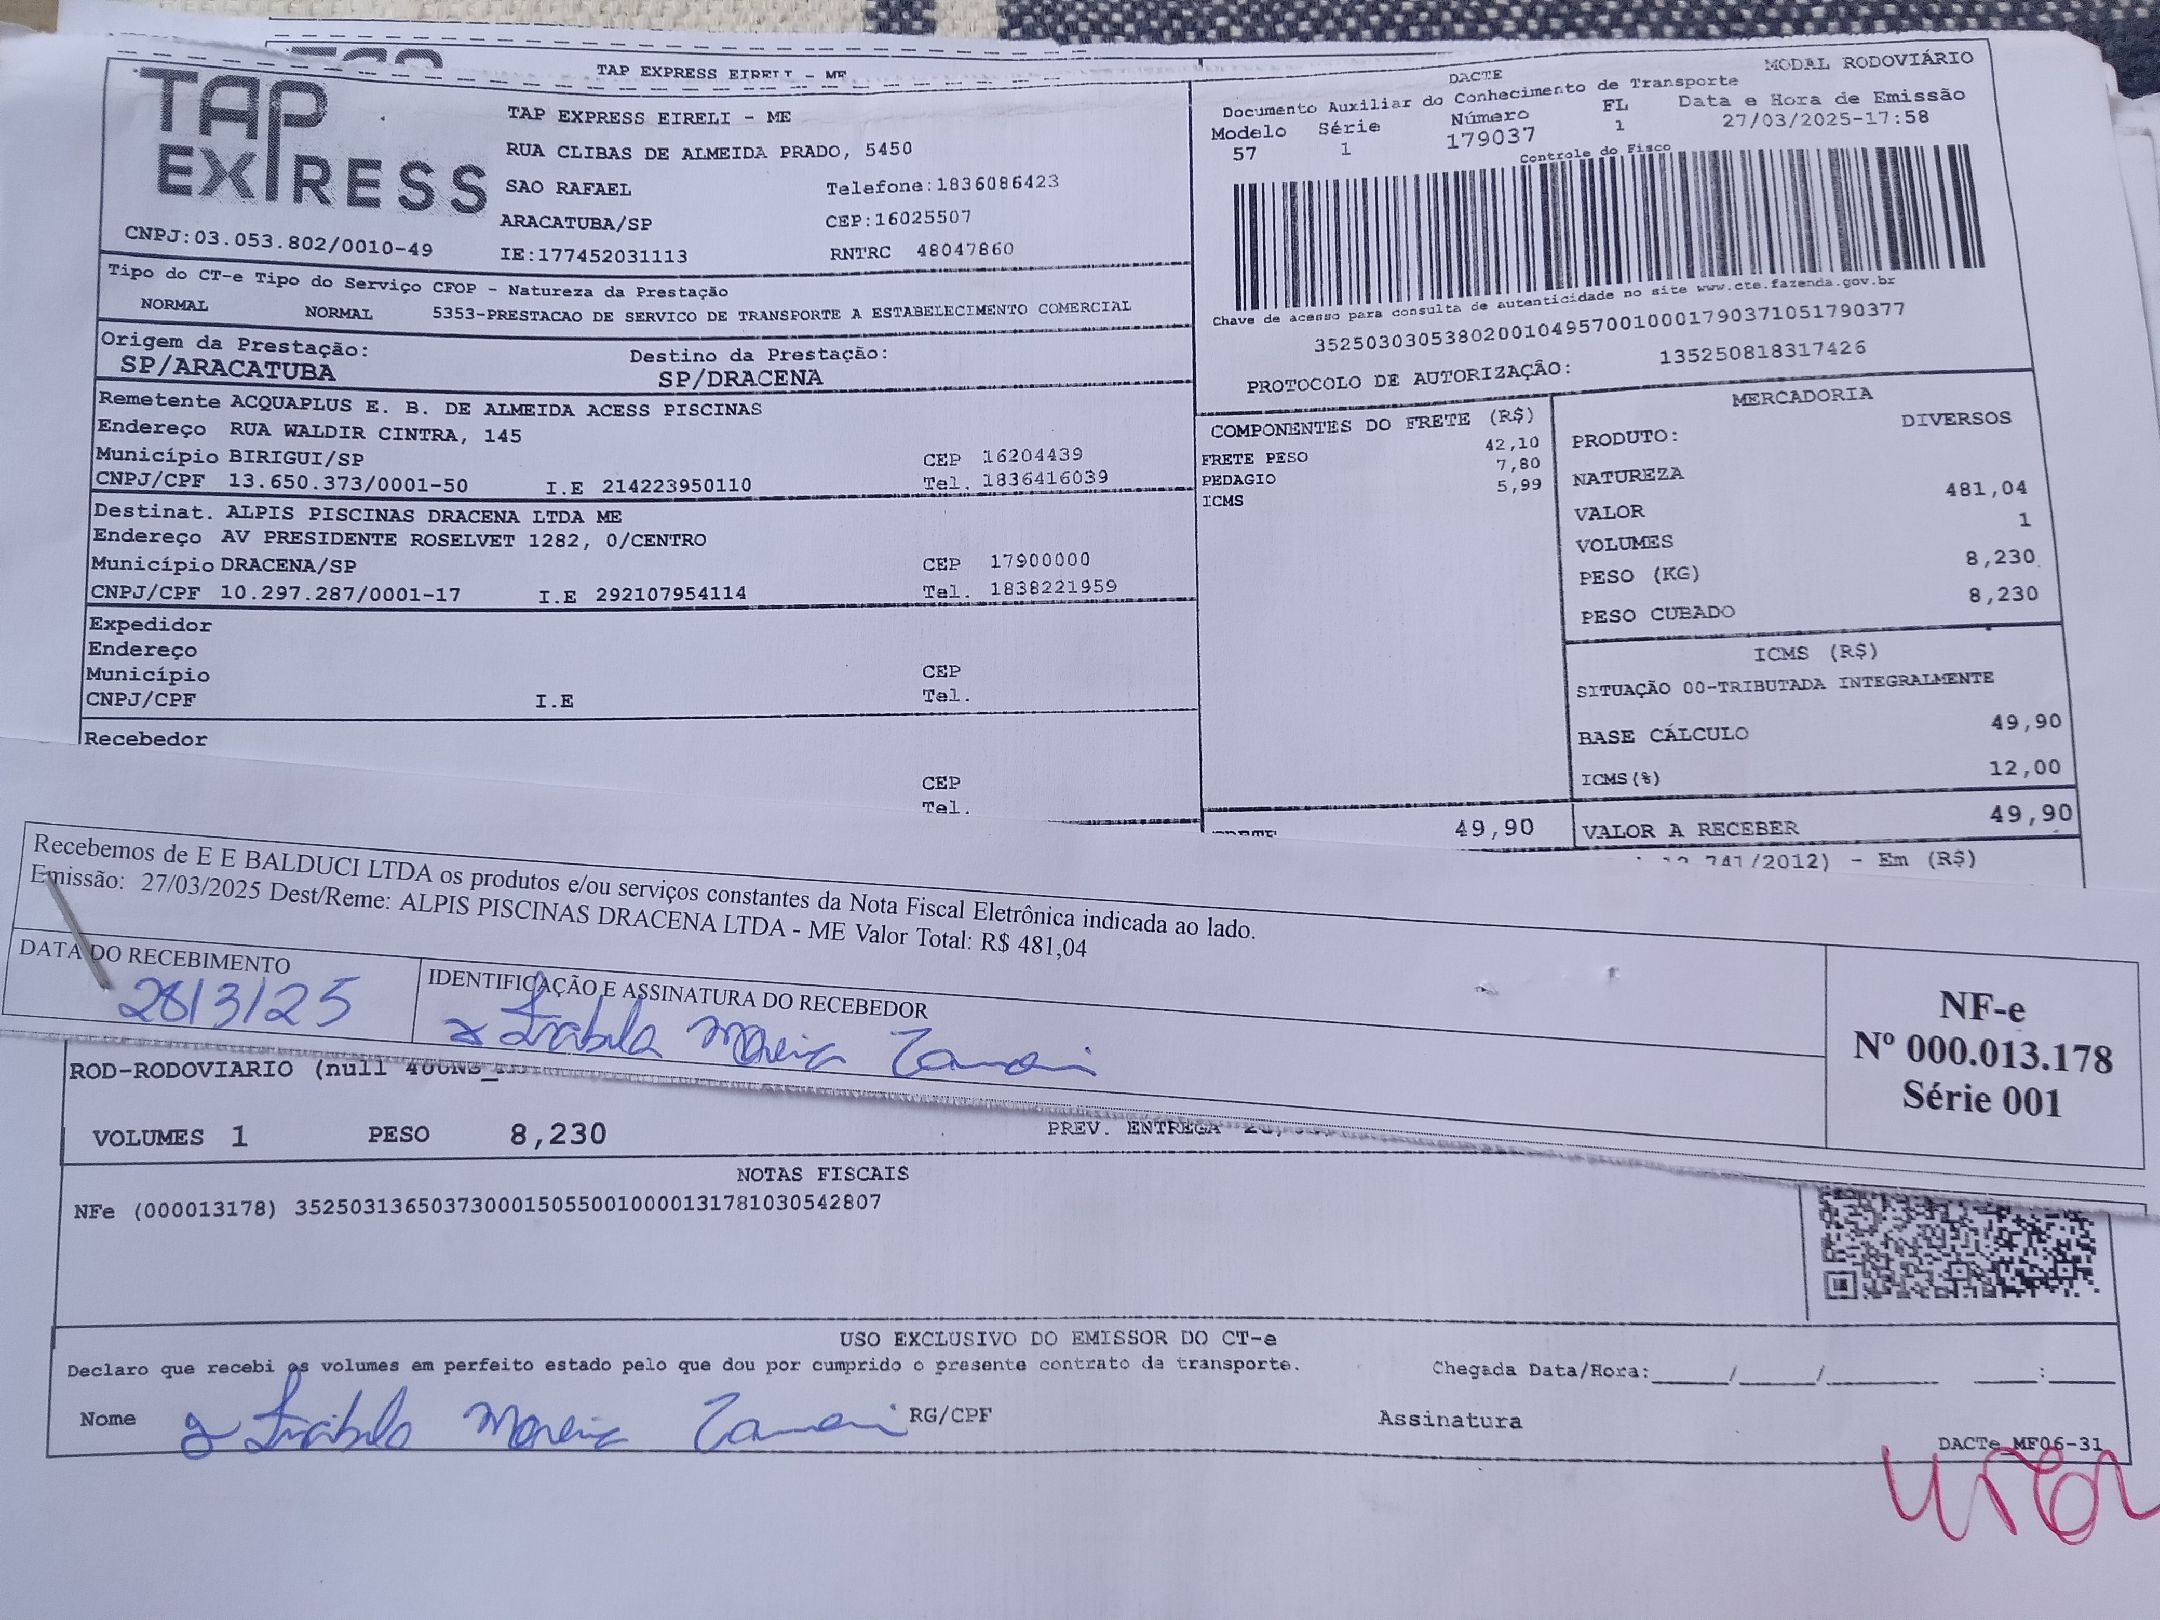 TAP EXPRESS EIRELI - ME
TAP EXPRESS
TAP EXPRESS EIRELI - ME
RUA CLIBAS DE ALMEIDA PRADO, 5450
SAO RAFAEL Telefone:1836086423
ARACATUBA/SP CEP:16025507
CNPJ:03.053.802/0010-49 IE:177452031113 RNTRC 48047860
MODAL RODOVIÁRIO
DACTE
Documento Auxiliar do Conhecimento de Transporte
Modelo Série Número FL Data e Hora de Emissão
57 1 179037 1 27/03/2025-17:58
Controle do Fisco
Chave de acesso para consulta de autenticidade no site www.cte.fazenda.gov.br
35250303053802001049570010001790371051790377
PROTOCOLO DE AUTORIZAÇÃO: 135250818317426
Tipo do CT-e Tipo do Serviço CFOP - Natureza da Prestação
NORMAL NORMAL 5353-PRESTACAO DE SERVICO DE TRANSPORTE A ESTABELECIMENTO COMERCIAL
Origem da Prestação: Destino da Prestação:
SP/ARACATUBA SP/DRACENA
Remetente ACQUAPLUS E. B. DE ALMEIDA ACESS PISCINAS
Endereço RUA WALDIR CINTRA, 145
Município BIRIGUI/SP CEP 16204439
CNPJ/CPF 13.650.373/0001-50 I.E 214223950110 Tel. 1836416039
Destinat. ALPIS PISCINAS DRACENA LTDA ME
Endereço AV PRESIDENTE ROSELVET 1282, 0/CENTRO
Município DRACENA/SP CEP 17900000
CNPJ/CPF 10.297.287/0001-17 I.E 292107954114 Tel. 1838221959
Expedidor
Endereço
Município CEP
CNPJ/CPF I.E Tel.
Recebedor
CEP
Tel.
COMPONENTES DO FRETE (R$)
FRETE PESO 42,10
PEDAGIO 7,80
ICMS 5,99
49,90
MERCADORIA
PRODUTO: DIVERSOS
NATUREZA
VALOR 481,04
VOLUMES 1
PESO (KG) 8,230
PESO CUBADO 8,230
ICMS (R$)
SITUAÇÃO 00-TRIBUTADA INTEGRALMENTE
BASE CÁLCULO 49,90
ICMS(%) 12,00
VALOR A RECEBER 49,90
741/2012) - Em (R$)
Recebemos de E E BALDUCI LTDA os produtos e/ou serviços constantes da Nota Fiscal Eletrônica indicada ao lado.
Emissão: 27/03/2025 Dest/Reme: ALPIS PISCINAS DRACENA LTDA - ME Valor Total: R$ 481,04
DATA DO RECEBIMENTO IDENTIFICAÇÃO E ASSINATURA DO RECEBEDOR
28/3/25
NF-e
Nº 000.013.178
Série 001
ROD-RODOVIARIO (null
VOLUMES 1 PESO 8,230 PREV. ENTREGA
NOTAS FISCAIS
NFe (000013178) 35250313650373000150550010000131781030542807
USO EXCLUSIVO DO EMISSOR DO CT-e
Declaro que recebi os volumes em perfeito estado pelo que dou por cumprido o presente contrato de transporte. Chegada Data/Hora:_____/_____/_______ ____:____
Nome RG/CPF Assinatura
DACTe_MF06-31